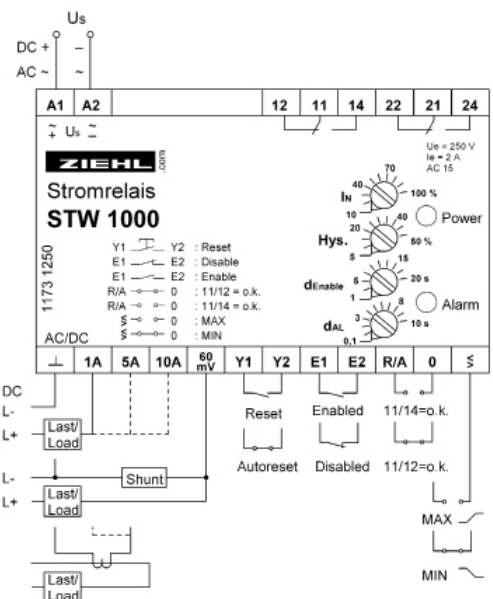 Us
DC + –
AC ~ ~
A1 A2 12 11 14 22 21 24
~ + Us ~ –
Ue = 250 V
Ie = 2 A
AC 15
ZIEHL .com
Stromrelais
STW 1000
1173 1250
Y1 Y2 : Reset
E1 E2 : Disable
E1 E2 : Enable
R/A 0 : 11/12 = o.k.
R/A 0 : 11/14 = o.k.
≶ 0 : MAX
≶ 0 : MIN
IN 10 40 70 100 %
Power
Hys. 5 20 40 50 %
dEnable 1 5 15 20 s
Alarm
dAL 0,1 3 8 10 s
AC/DC
⊥ 1A 5A 10A 60 mV Y1 Y2 E1 E2 R/A 0 ≶
DC
L-
L+ Last/ Load
Reset Enabled 11/14=o.k.
Autoreset Disabled 11/12=o.k.
L- Shunt
L+ Last/ Load
MAX
MIN
Last/ Load